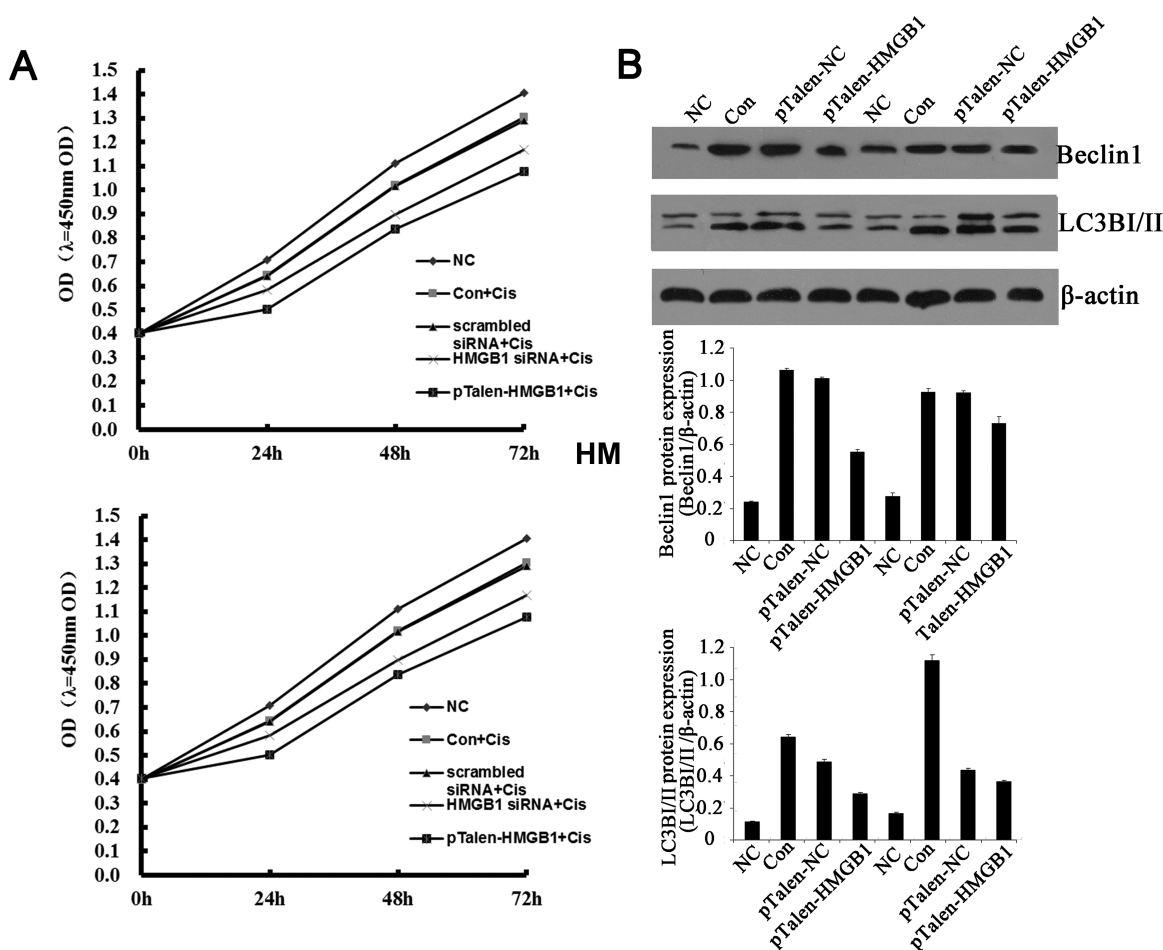 A
1.5
1.4
1.3
1.2
1.1
1.0
0.9
0.8
0.7
0.6
0.5
0.4
0.3
0.2
0.1
0.0
OD（λ=450nm OD)
0h
24h
48h
72h
NC
Con+Cis
scrambled
siRNA+Cis
HMGB1 siRNA+Cis
pTalen-HMGB1+Cis
HM
1.5
1.4
1.3
1.2
1.1
1.0
0.9
0.8
0.7
0.6
0.5
0.4
0.3
0.2
0.1
0.0
OD（λ=450nm OD)
0h
24h
48h
72h
NC
Con+Cis
scrambled
siRNA+Cis
HMGB1 siRNA+Cis
pTalen-HMGB1+Cis
B
NC
Con
pTalen-NC
pTalen-HMGB1
NC
Con
pTalen-NC
pTalen-HMGB1
Beclin1
LC3BI/II
β-actin
Beclin1 protein expression
(Beclin1/β-actin)
1.2
1.0
0.8
0.6
0.4
0.2
0
NC
Con
pTalen-NC
pTalen-HMGB1
NC
Con
pTalen-NC
Talen-HMGB1
LC3BI/II protein expression
(LC3BI/II /β-actin)
1.2
1.2
0.8
0.6
0.4
0.2
0
NC
Con
pTalen-NC
pTalen-HMGB1
NC
Con
pTalen-NC
pTalen-HMGB1